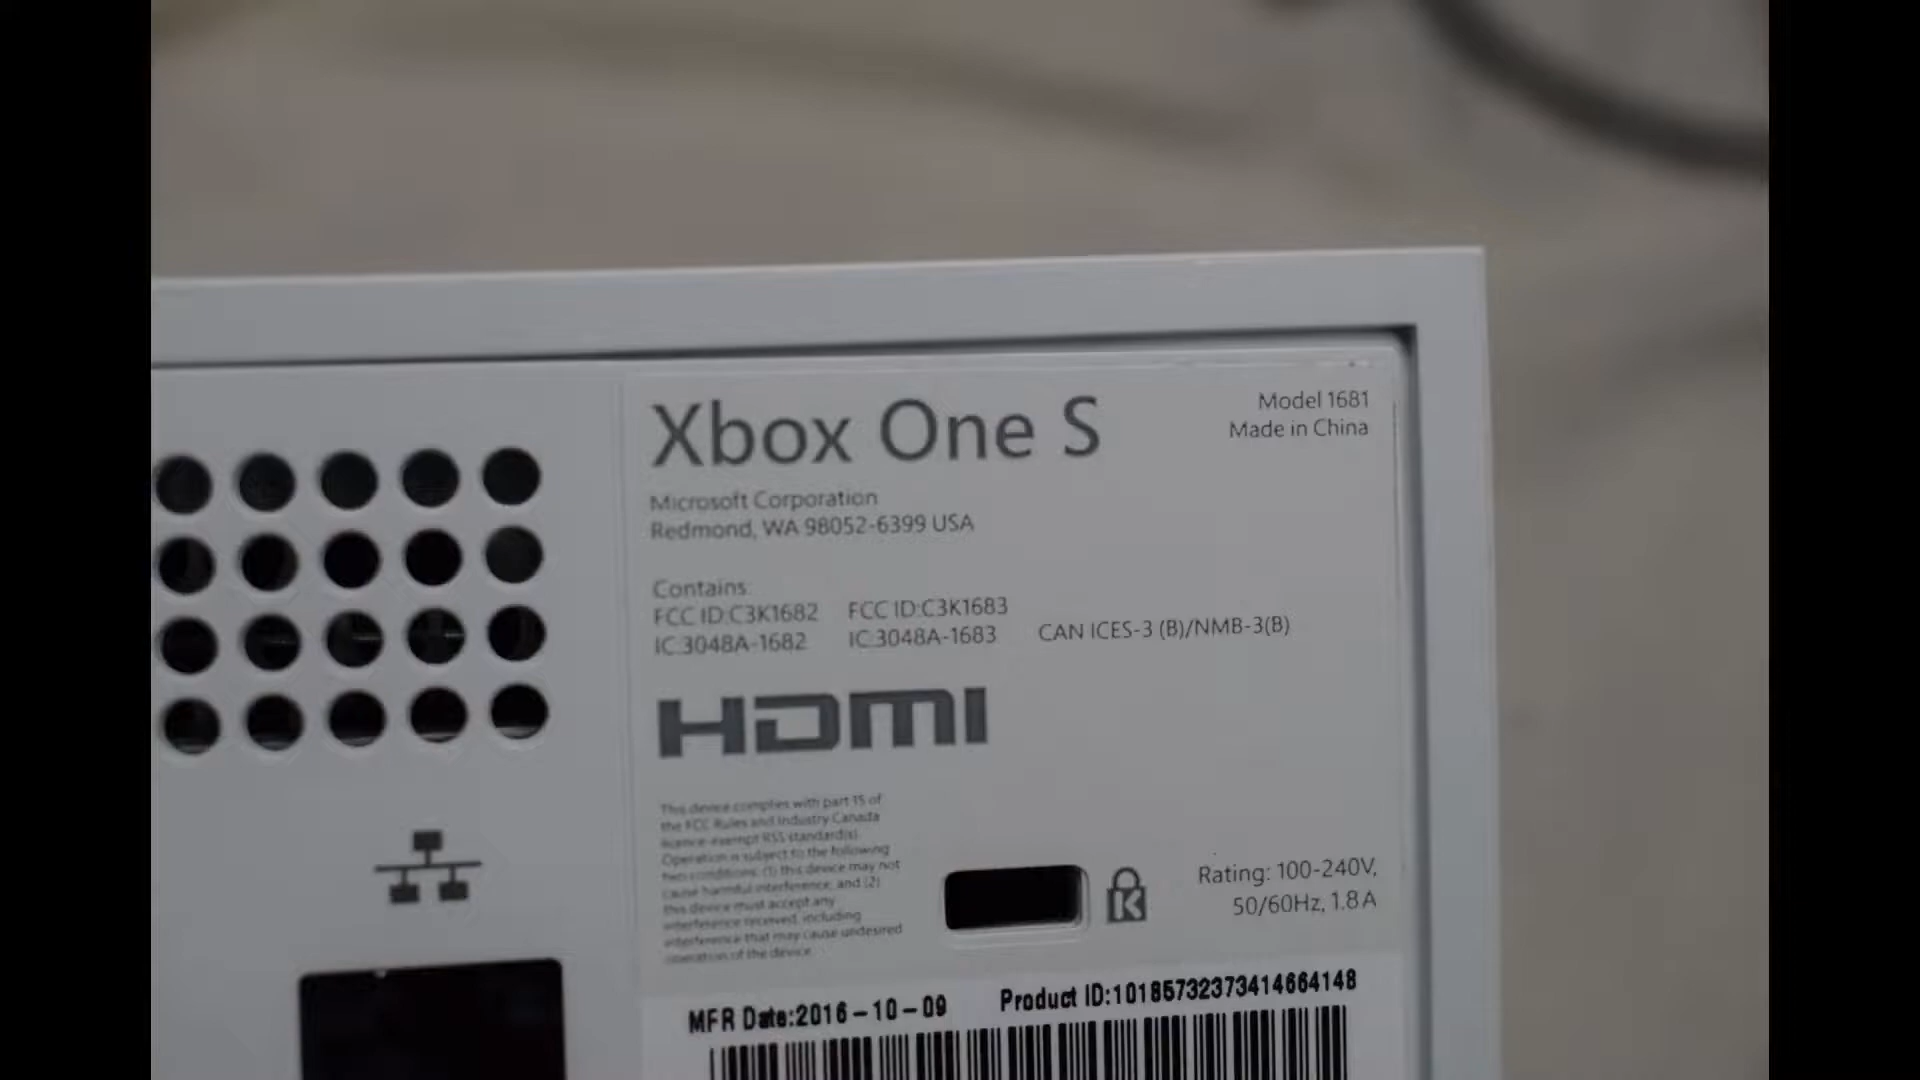 Xbox One S
Model 1681
Made in China
Microsoft Corporation
Redmond, WA 98052-6399 USA
Contains:
FCC ID:C3K1682 FCC ID:C3K1683
IC:3048A-1682 IC:3048A-1683 CAN ICES-3 (B)/NMB-3(B)
HDMI
This device complies with part 15 of
the FCC Rules and Industry Canada
licence-exempt RSS standard(s).
Operation is subject to the following
two conditions: (1) this device may not
cause harmful interference, and (2)
this device must accept any
interference received, including
interference that may cause undesired
operation of the device.
K
Rating: 100-240V,
50/60Hz, 1.8 A
MFR Date:2016-10-09 Product ID:10185732373414664148